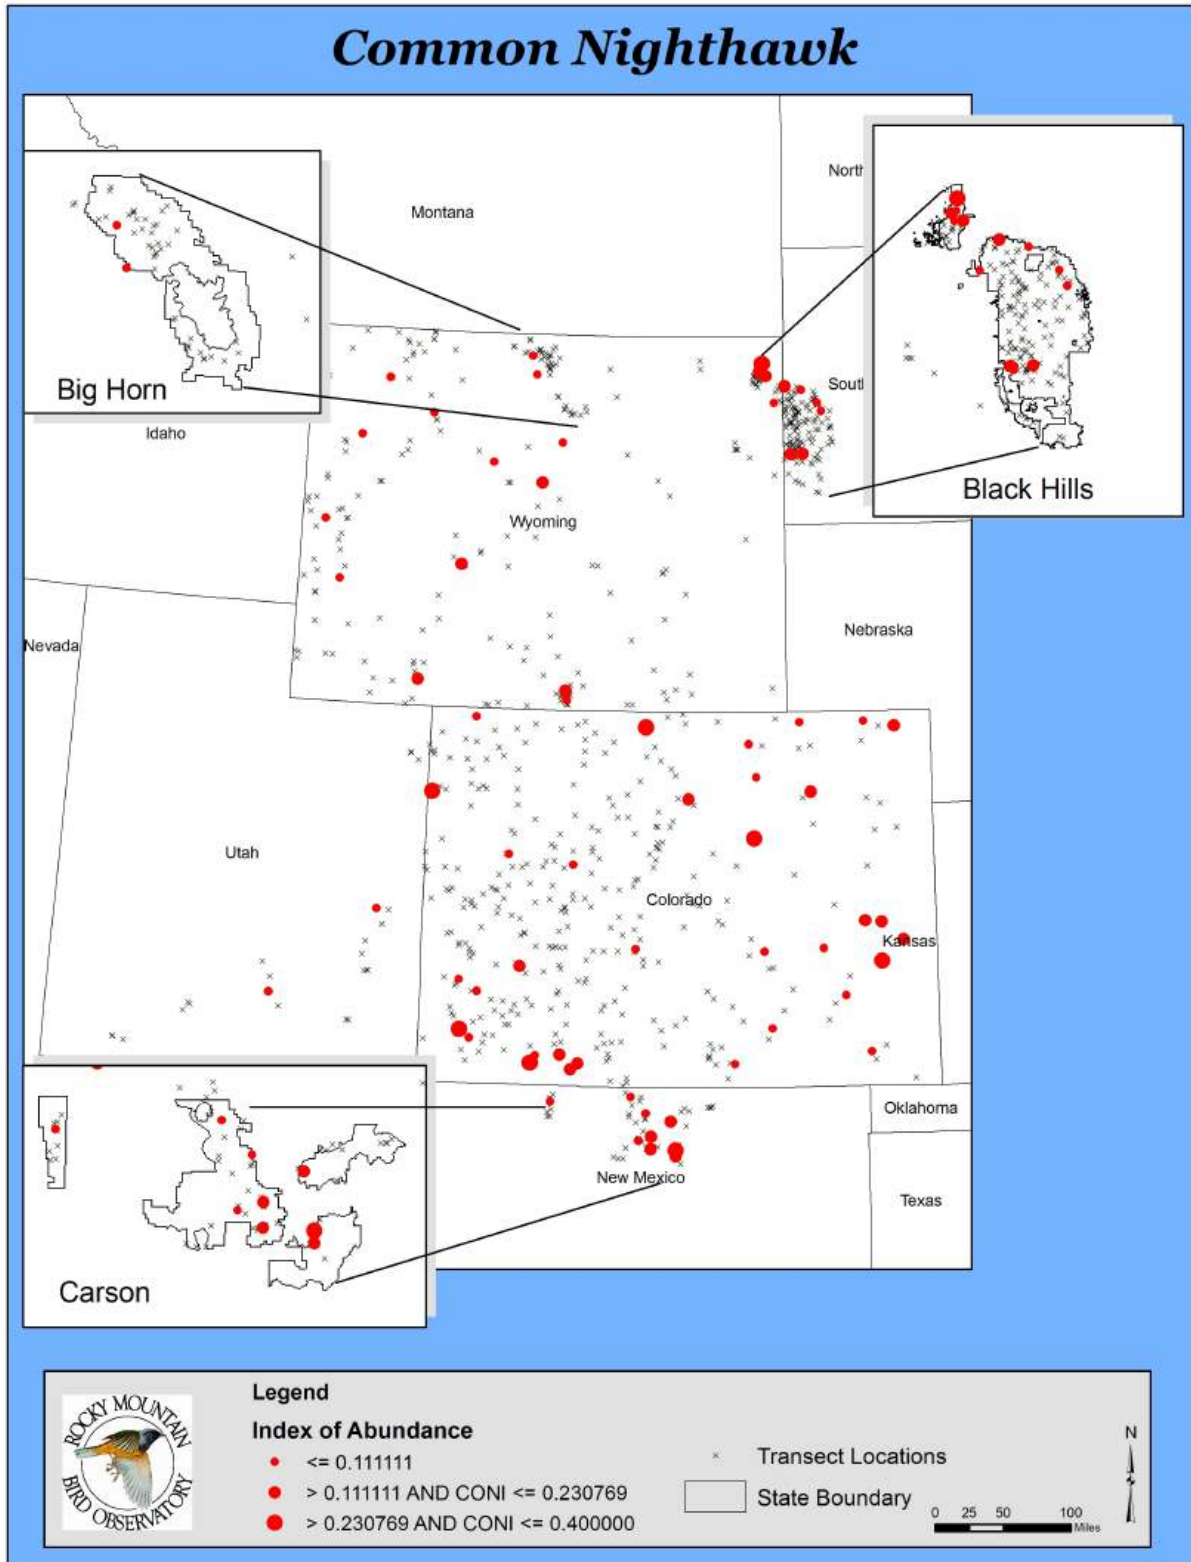 Common Nighthawk
North
Montana
Big Horn
Idaho
South
Black Hills
Wyoming
Nevada
Nebraska
Utah
Colorado
Kansas
Oklahoma
New Mexico
Texas
Carson
Legend
Index of Abundance
<= 0.111111
> 0.111111 AND CONI <= 0.230769
> 0.230769 AND CONI <= 0.400000
Transect Locations
State Boundary
N
0 25 50 100
Miles
ROCKY MOUNTAIN
BIRD OBSERVATORY